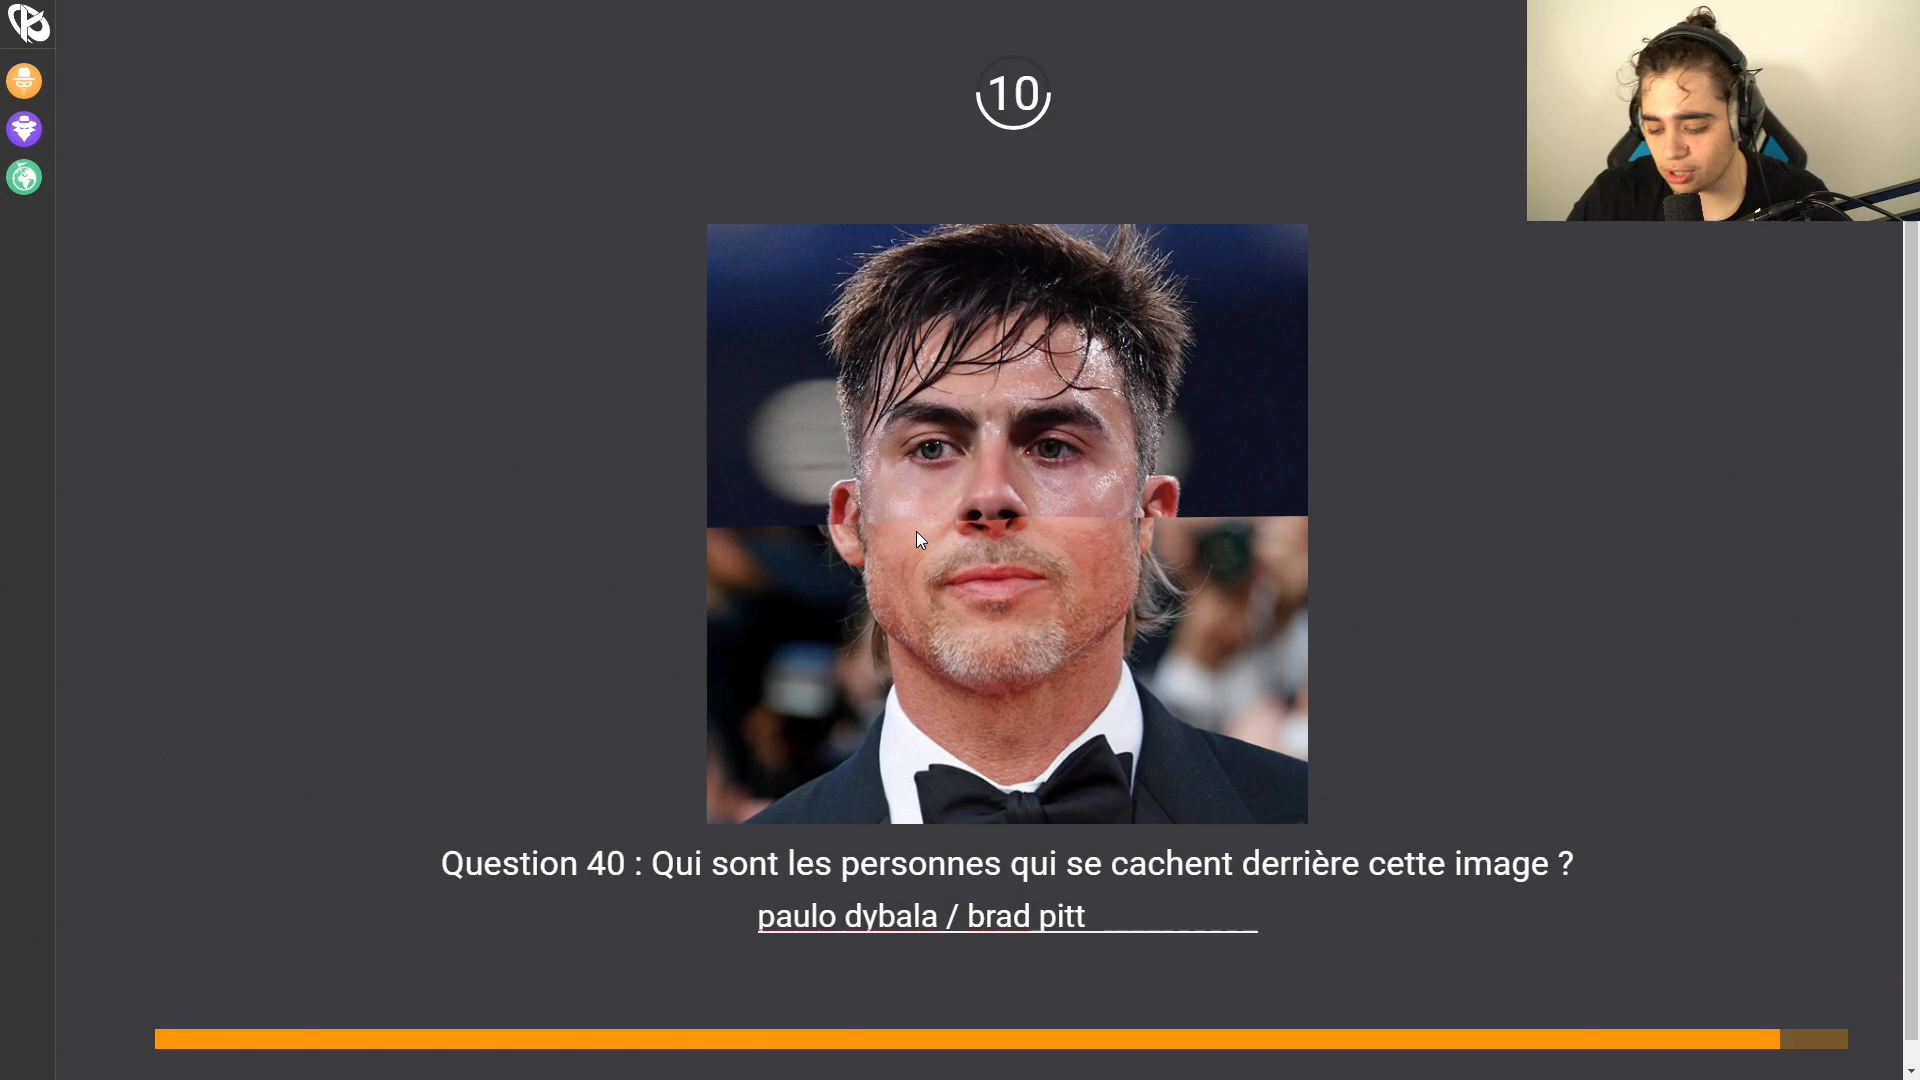 10
Question 40 : Qui sont les personnes qui se cachent derrière cette image ?
paulo dybala / brad pitt